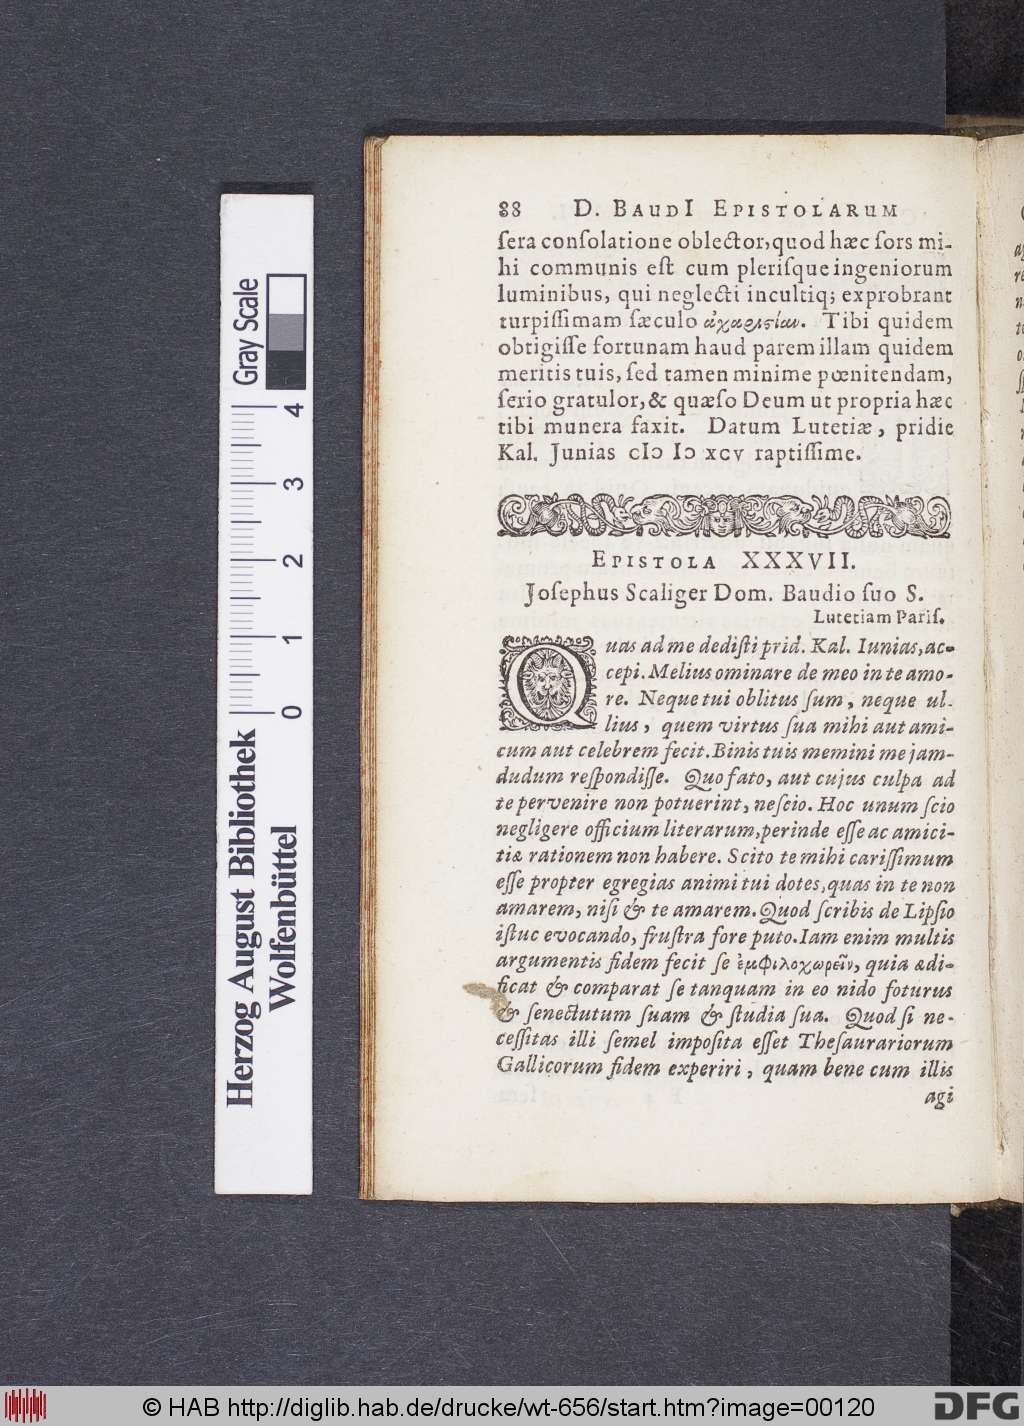 88 D. BAUDI EPISTOLARUM
ſera conſolatione oblector, quod hæc ſors mi-
hi communis eſt cum pleriſque ingeniorum
luminibus, qui neglecti incultiq; exprobrant
turpiſſimam ſæculo ἀχαριστίαν. Tibi quidem
obtigiſſe fortunam haud parem illam quidem
meritis tuis, ſed tamen minime pœnitendam,
ſerio gratulor, & quæſo Deum ut propria hæc
tibi munera faxit. Datum Lutetiæ, pridie
Kal. Junias cIↄ Iↄ xcv raptiſſime.
EPISTOLA XXXVII.
Joſephus Scaliger Dom. Baudio ſuo S.
Lutetiam Pariſ.
Quas ad me dediſti prid. Kal. Iunias, ac-
cepi. Melius ominare de meo in te amo-
re. Neque tui oblitus ſum, neque ul-
lius, quem virtus ſua mihi aut ami-
cum aut celebrem fecit. Binis tuis memini me jam-
dudum reſpondiſſe. Quo fato, aut cujus culpa ad
te pervenire non potuerint, neſcio. Hoc unum ſcio
negligere officium literarum, perinde eſſe ac amici-
tiæ rationem non habere. Scito te mihi cariſſimum
eſſe propter egregias animi tui dotes, quas in te non
amarem, niſi & te amarem. Quod ſcribis de Lipſio
iſtuc evocando, fruſtra fore puto. Iam enim multis
argumentis fidem fecit ſe ἐμφιλοχωρεῖν, quia ædi-
ficat & comparat ſe tanquam in eo nido foturus
& ſenectutum ſuam & ſtudia ſua. Quod ſi ne-
ceſſitas illi ſemel impoſita eſſet Theſaurariorum
Gallicorum fidem experiri, quam bene cum illis
agi
Gray Scale
4
3
2
1
0
Herzog August Bibliothek
Wolfenbüttel
© HAB http://diglib.hab.de/drucke/wt-656/start.htm?image=00120
DFG